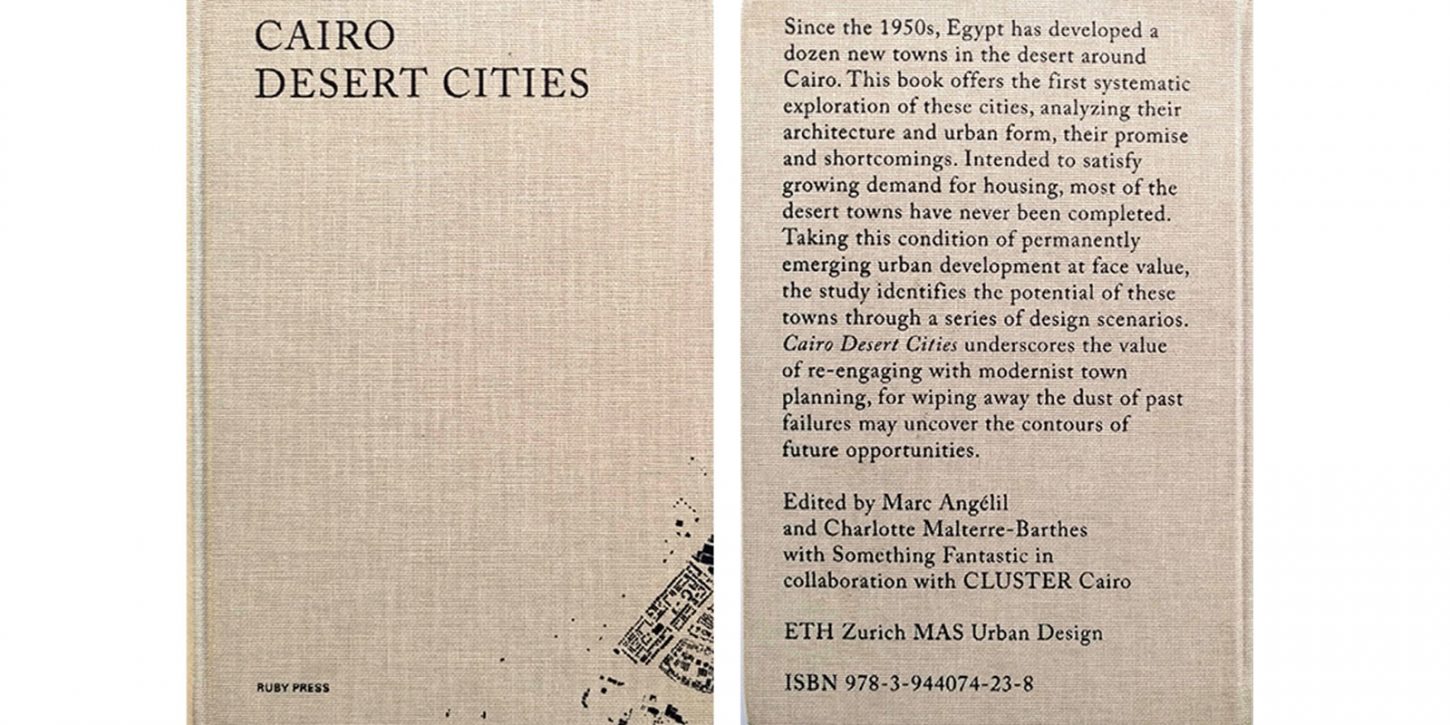 CAIRO
DESERT CITIES
RUBY PRESS
Since the 1950s, Egypt has developed a
dozen new towns in the desert around
Cairo. This book offers the first systematic
exploration of these cities, analyzing their
architecture and urban form, their promise
and shortcomings. Intended to satisfy
growing demand for housing, most of the
desert towns have never been completed.
Taking this condition of permanently
emerging urban development at face value,
the study identifies the potential of these
towns through a series of design scenarios.
Cairo Desert Cities underscores the value
of re-engaging with modernist town
planning, for wiping away the dust of past
failures may uncover the contours of
future opportunities.
Edited by Marc Angélil
and Charlotte Malterre-Barthes
with Something Fantastic in
collaboration with CLUSTER Cairo
ETH Zurich MAS Urban Design
ISBN 978-3-944074-23-8